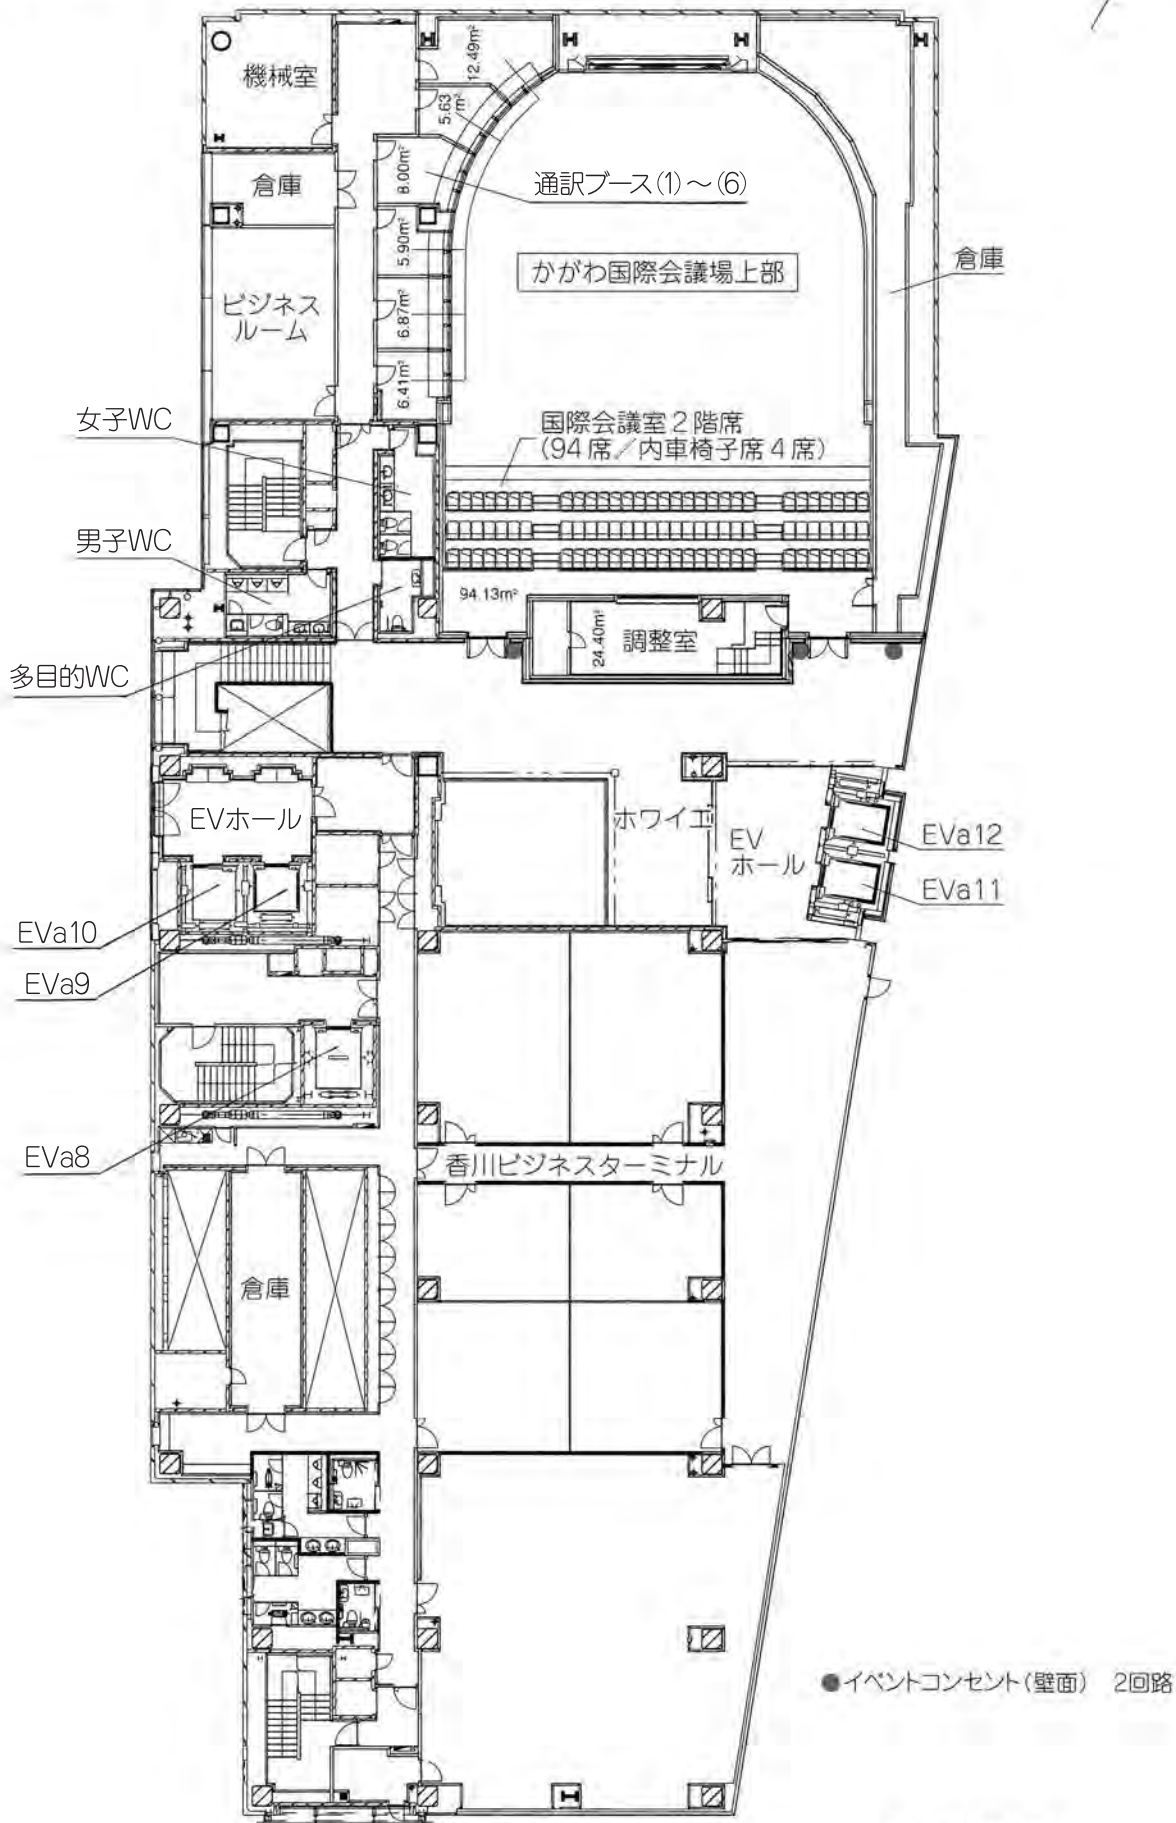 機械室
12.49m²
5.63
m²
倉庫
8.00m²
通訳ブース(1)～(6)
5.90m²
かがわ国際会議場上部
倉庫
ビジネス
ルーム
6.87m²
6.41m²
女子WC
国際会議室２階席
(94席／内車椅子席４席)
男子WC
94.13m²
24.40m²
調整室
多目的WC
EVホール
ホワイエ
EV
ホール
EVa12
EVa11
EVa10
EVa9
EVa8
香川ビジネスターミナル
倉庫
●イベントコンセント(壁面)　2回路